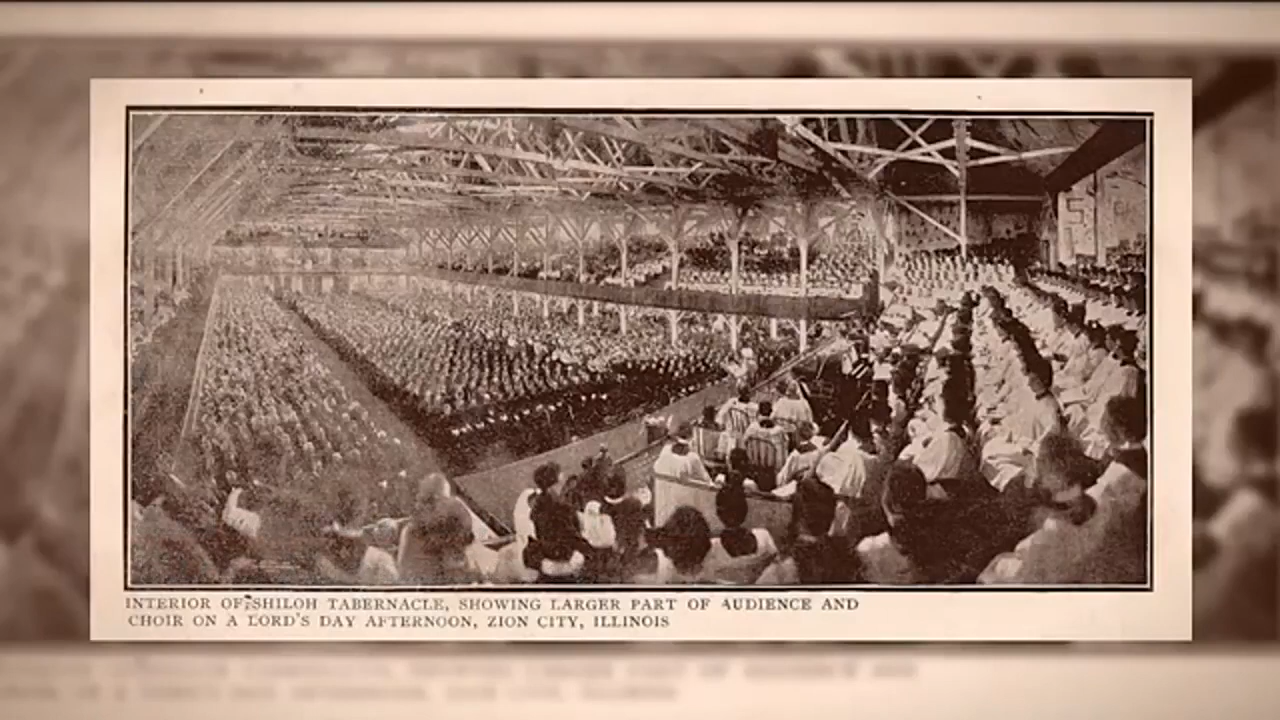 INTERIOR OF SHILOH TABERNACLE, SHOWING LARGER PART OF AUDIENCE AND
CHOIR ON A LORD'S DAY AFTERNOON, ZION CITY, ILLINOIS